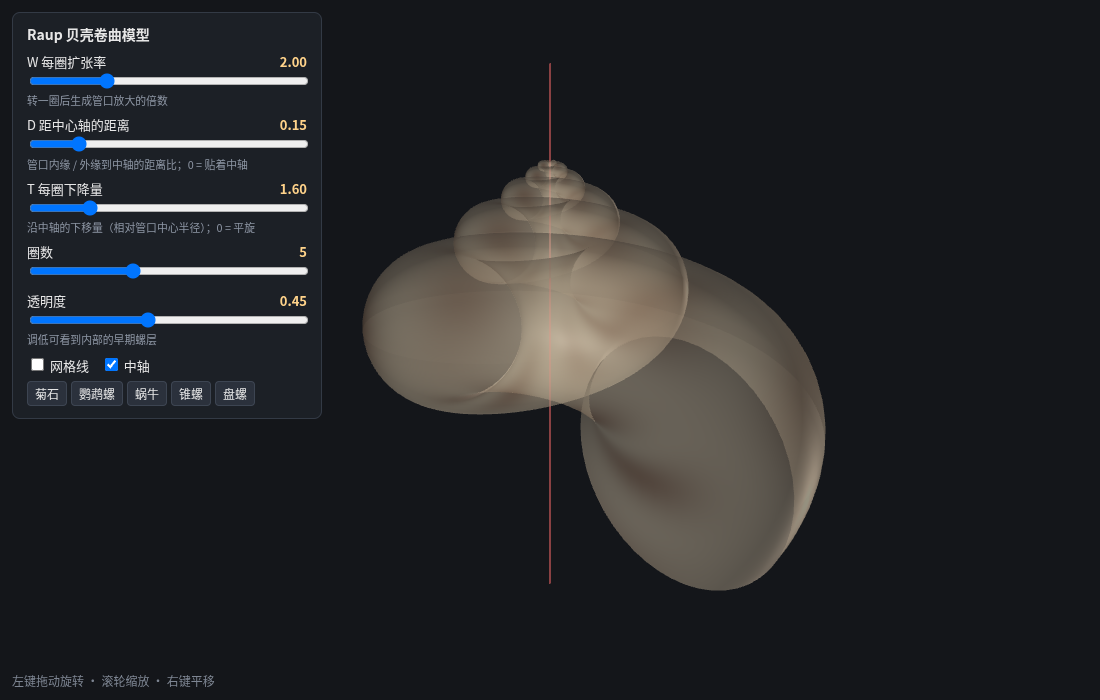 Raup 贝壳卷曲模型
W 每圈扩张率 2.00
转一圈后生成管口放大的倍数
D 距中心轴的距离 0.15
管口内缘 / 外缘到中轴的距离比；0 = 贴着中轴
T 每圈下降量 1.60
沿中轴的下移量（相对管口中心半径）；0 = 平旋
圈数 5
透明度 0.45
调低可看到内部的早期螺层
网格线 中轴
菊石 鹦鹉螺 蜗牛 锥螺 盘螺
左键拖动旋转 · 滚轮缩放 · 右键平移